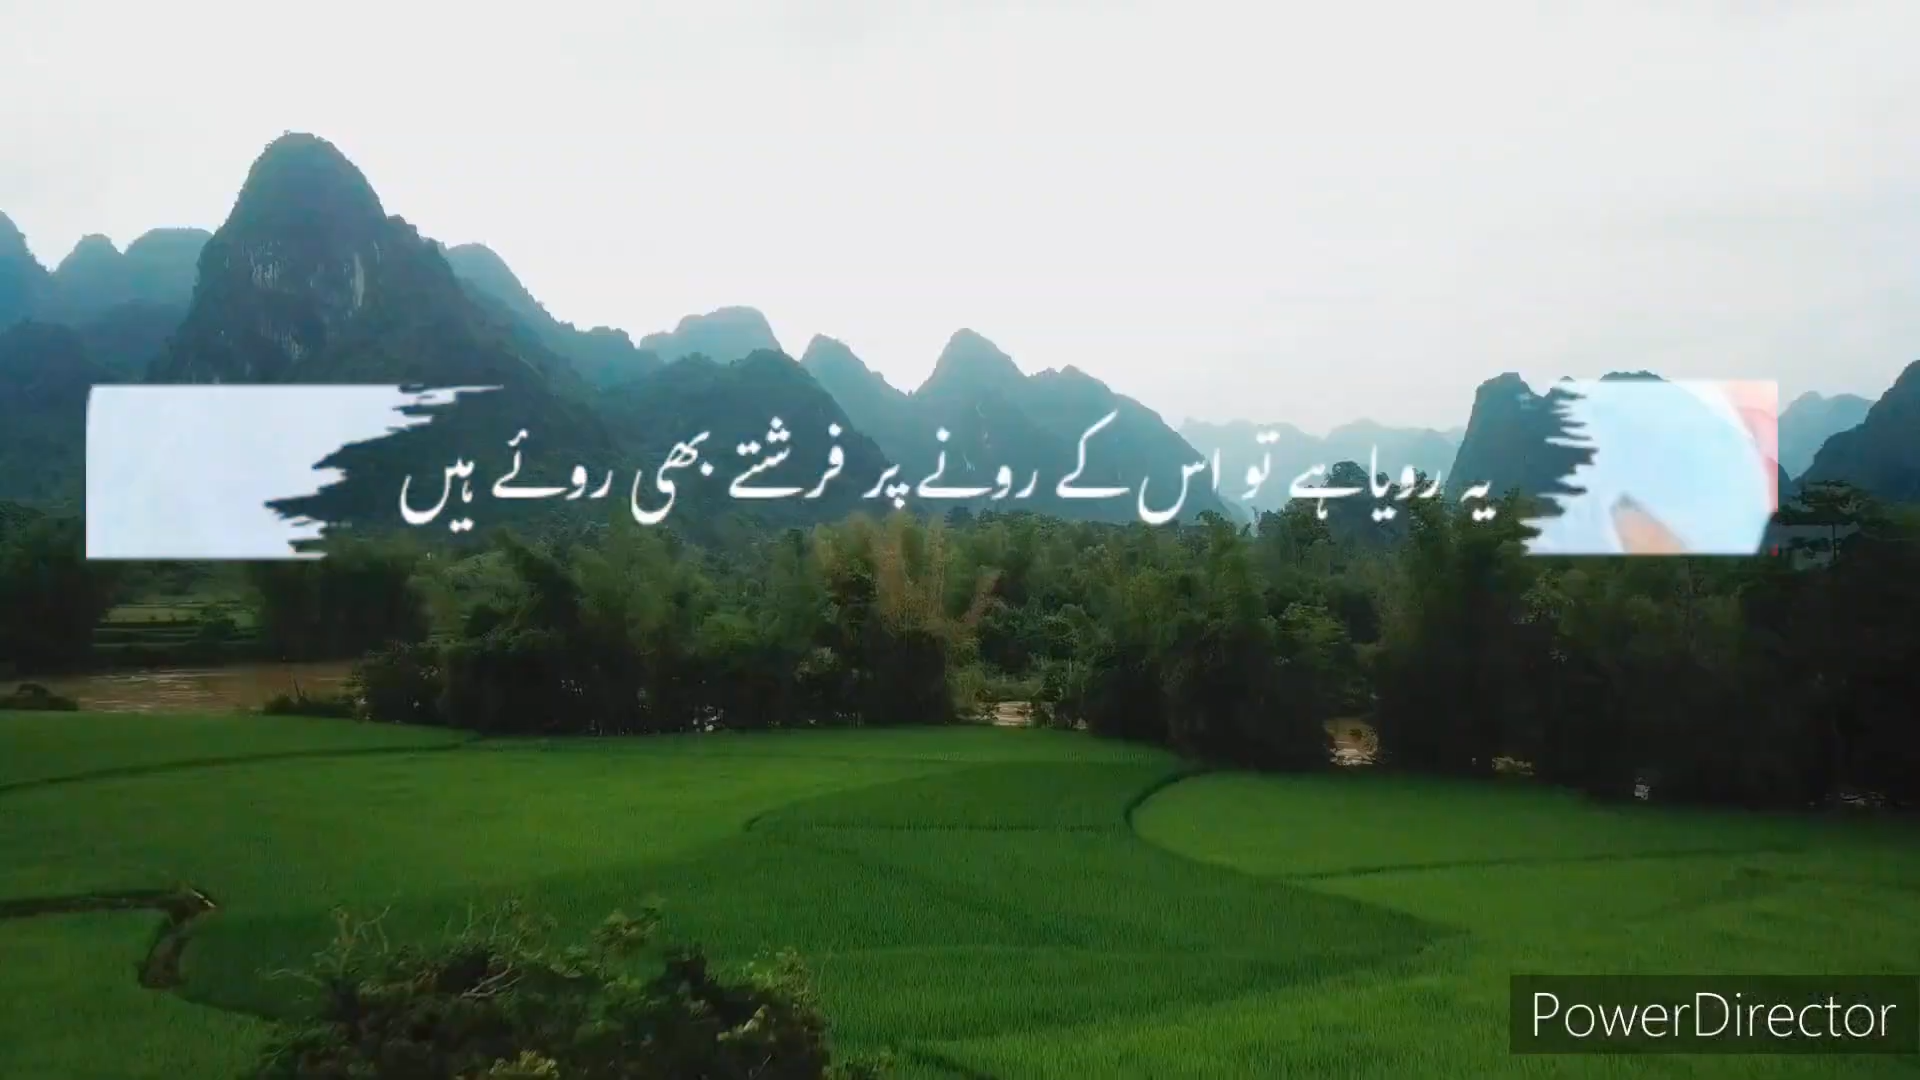 یہ رویا ہے تو اس کے رونے پر فرشتے بھی روئے ہیں
PowerDirector